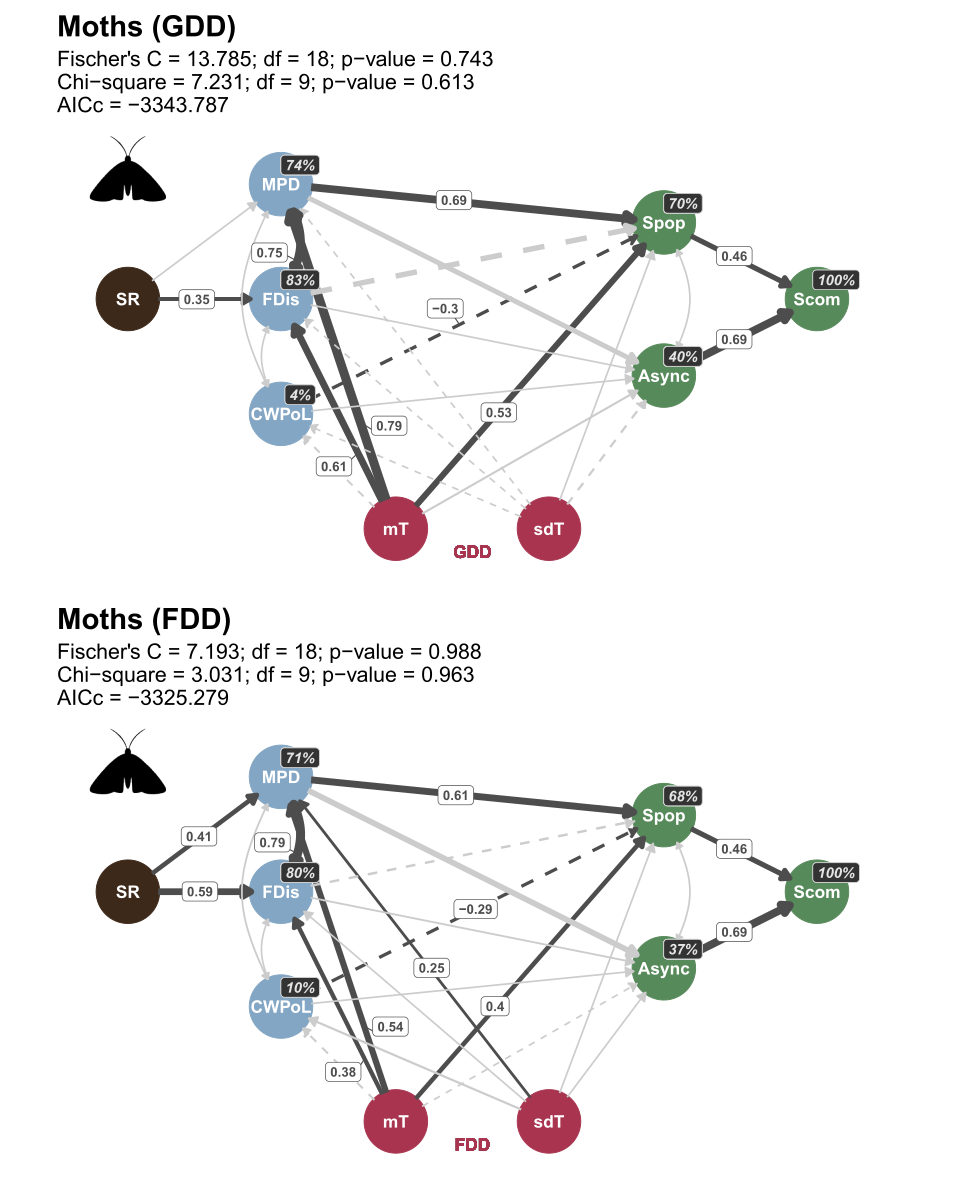 Moths (GDD)
Fischer's C = 13.785; df = 18; p−value = 0.743
Chi−square = 7.231; df = 9; p−value = 0.613
AICc = −3343.787
74%
MPD
0.69
70%
Spop
0.75
0.46
83%
100%
SR
0.35
FDis
Scom
−0.3
0.69
40%
Async
4%
CWPoL
0.53
0.79
0.61
mT
sdT
GDD
Moths (FDD)
Fischer's C = 7.193; df = 18; p−value = 0.988
Chi−square = 3.031; df = 9; p−value = 0.963
AICc = −3325.279
71%
MPD
0.61
68%
Spop
0.41
0.79
0.46
80%
100%
SR
0.59
FDis
Scom
−0.29
0.69
37%
Async
0.25
10%
CWPoL
0.4
0.54
0.38
mT
sdT
FDD